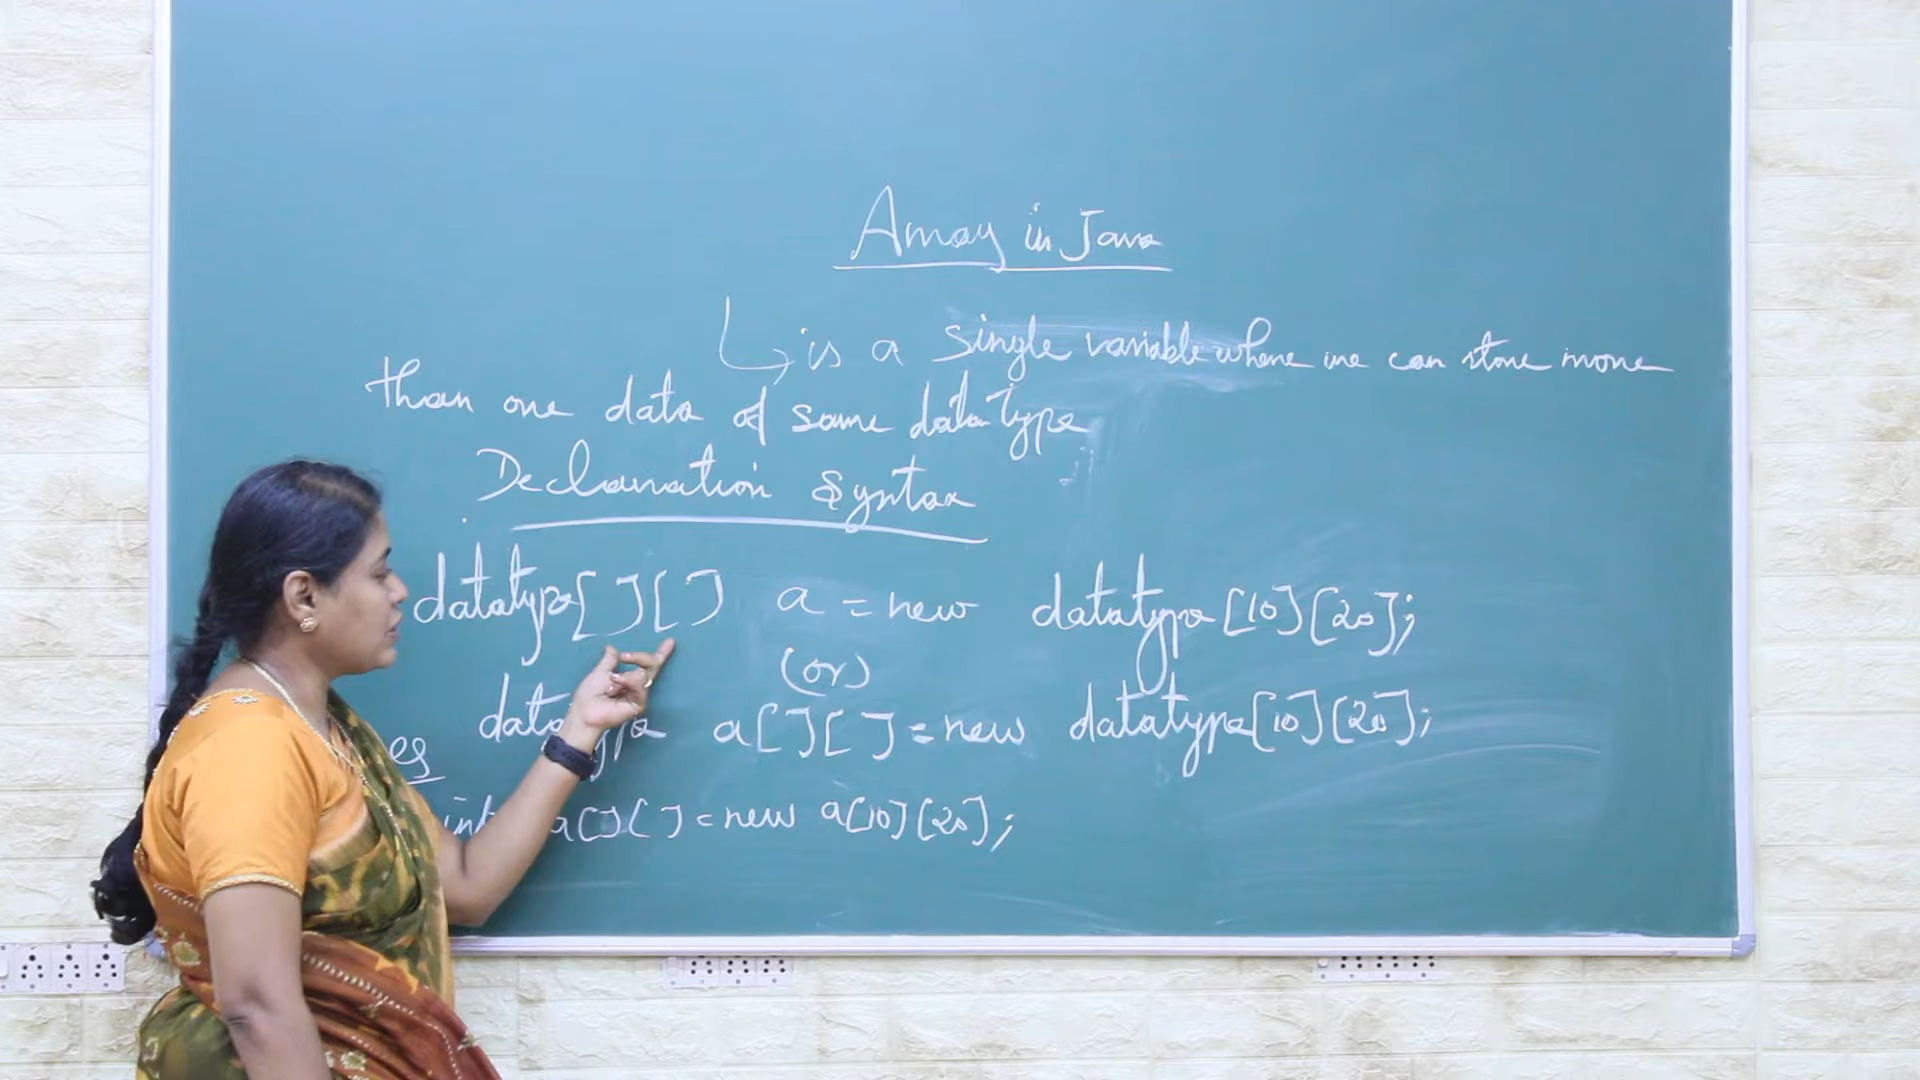 Array in Java
is a single variable where we can store more
than one data of same datatype
Declaration Syntax
datatype[][] a = new datatype[10][20];
(or)
datatype a[][] = new datatype[10][20];
eg
int a[][] = new a[10][20];